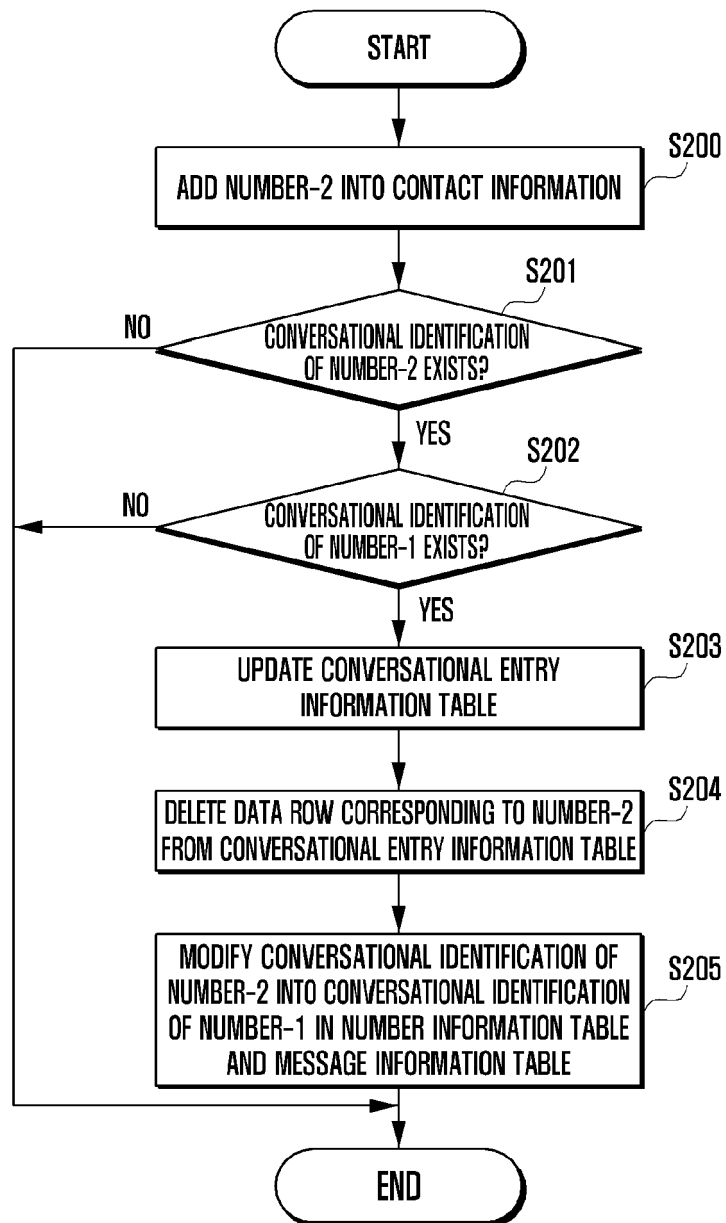 START
S200
ADD NUMBER-2 INTO CONTACT INFORMATION
S201
NO
CONVERSATIONAL IDENTIFICATION
OF NUMBER-2 EXISTS?
YES
S202
NO
CONVERSATIONAL IDENTIFICATION
OF NUMBER-1 EXISTS?
YES
S203
UPDATE CONVERSATIONAL ENTRY
INFORMATION TABLE
S204
DELETE DATA ROW CORRESPONDING TO NUMBER-2
FROM CONVERSATIONAL ENTRY INFORMATION TABLE
S205
MODIFY CONVERSATIONAL IDENTIFICATION OF
NUMBER-2 INTO CONVERSATIONAL IDENTIFICATION
OF NUMBER-1 IN NUMBER INFORMATION TABLE
AND MESSAGE INFORMATION TABLE
END